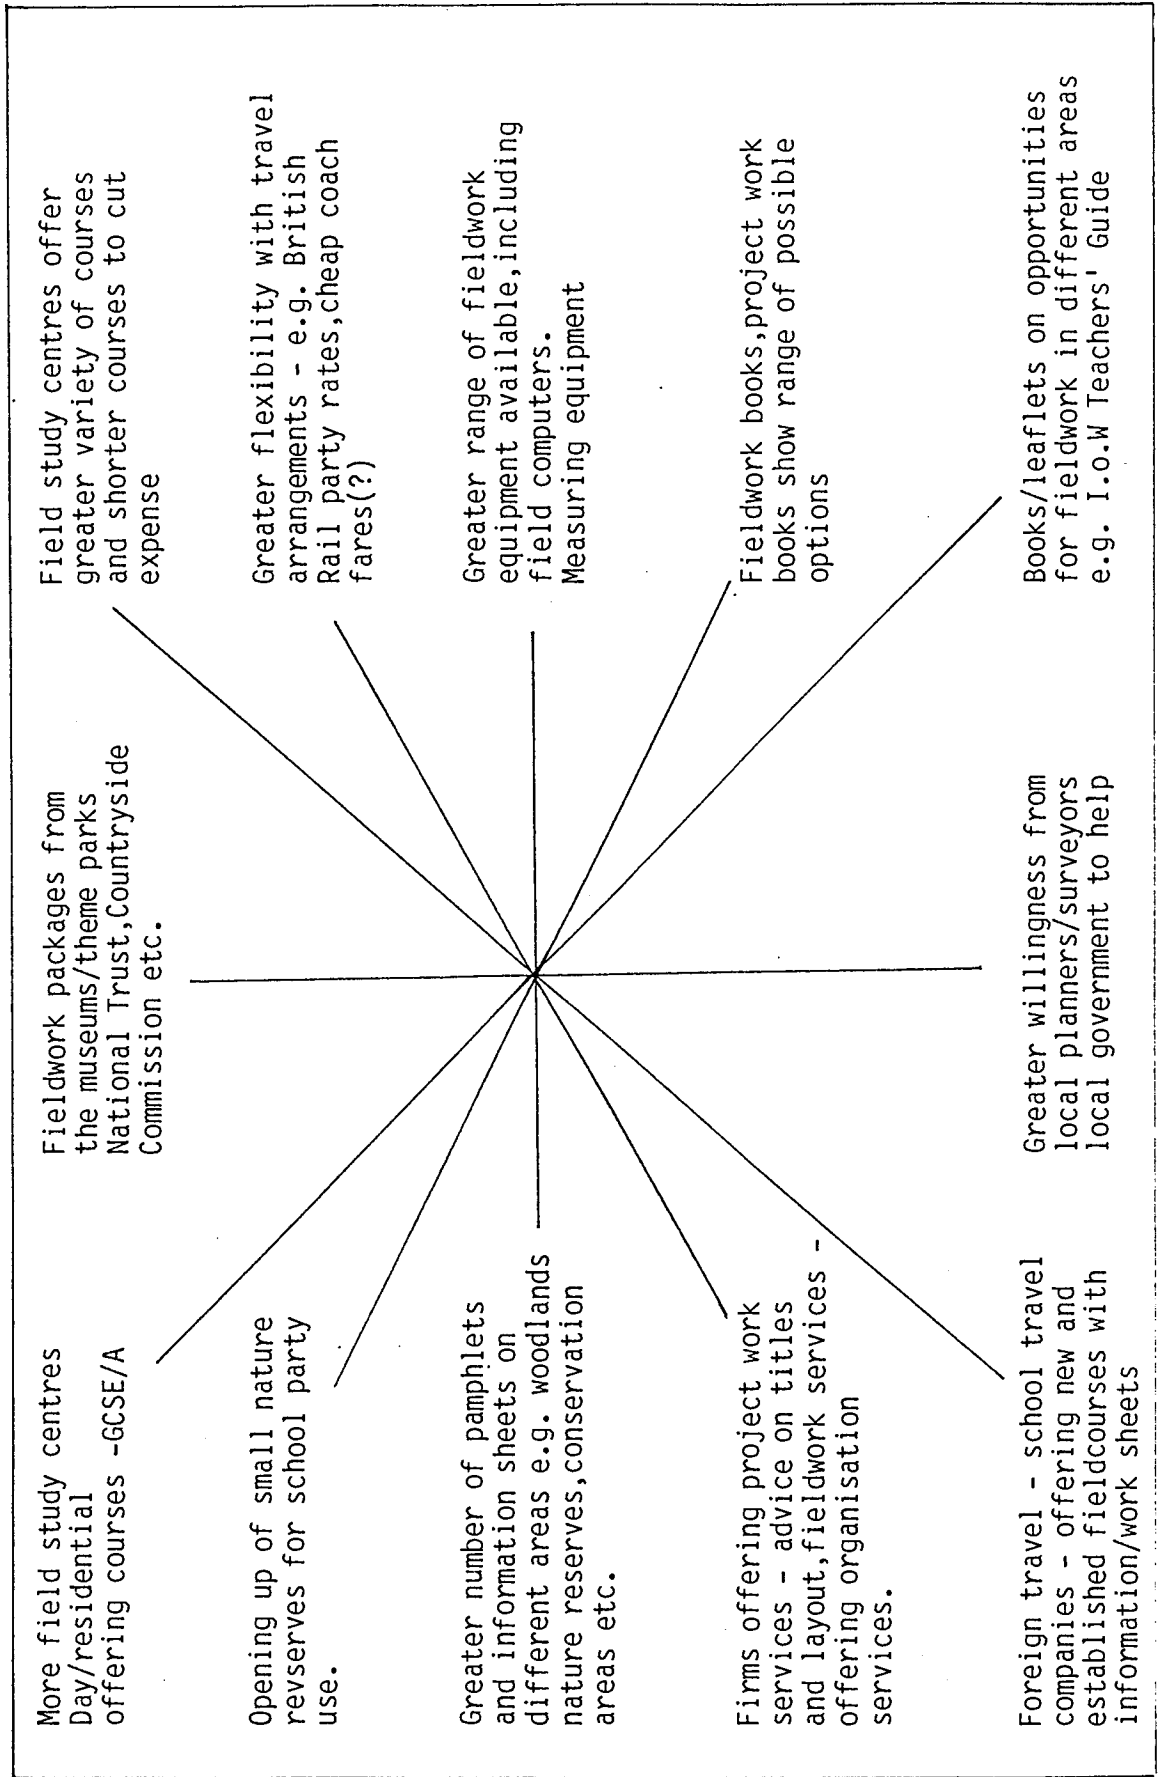 More field study centres
Day/residential
offering courses -GCSE/A
Fieldwork packages from
the museums/theme parks
National Trust,Countryside
Commission etc.
Field study centres offer
greater variety of courses
and shorter courses to cut
expense
Opening up of small nature
reverserves for school party
use.
Greater flexibility with travel
arrangements - e.g. British
Rail party rates,cheap coach
fares(?)
Greater number of pamphlets
and information sheets on
different areas e.g. woodlands
nature reserves,conservation
areas etc.
Greater range of fieldwork
equipment available,including
field computers.
Measuring equipment
Firms offering project work
services - advice on titles
and layout,fieldwork services -
offering organisation
services.
Fieldwork books,project work
books show range of possible
options
Foreign travel - school travel
companies - offering new and
established fieldcourses with
information/work sheets
Greater willingness from
local planners/surveyors
local government to help
Books/leaflets on opportunities
for fieldwork in different areas
e.g. I.o.W Teachers' Guide